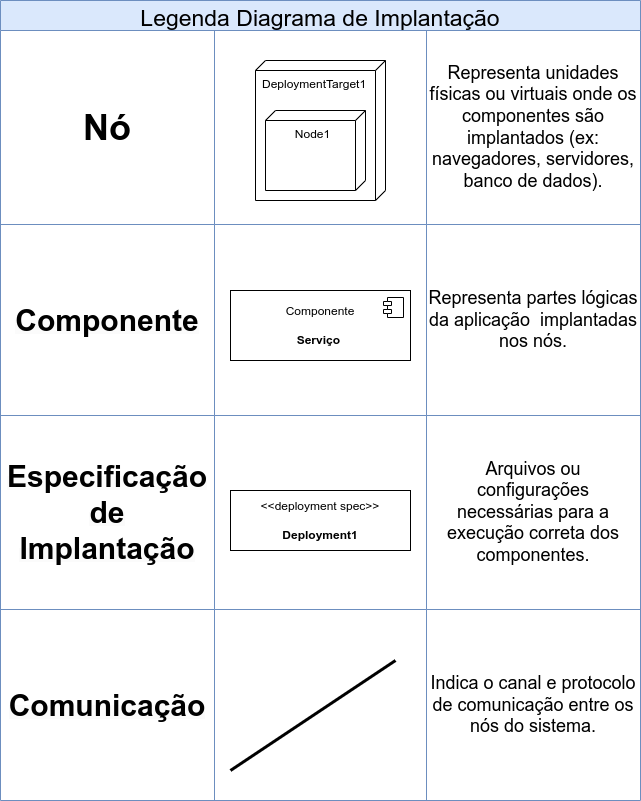 Legenda Diagrama de Implantação
Nó
DeploymentTarget1
Node1
Representa unidades
físicas ou virtuais onde os
componentes são
implantados (ex:
navegadores, servidores,
banco de dados).
Componente
Componente
Serviço
Representa partes lógicas
da aplicação  implantadas
nos nós.
Especificação
de
Implantação
<<deployment spec>>
Deployment1
Arquivos ou
configurações
necessárias para a
execução correta dos
componentes.
Comunicação
Indica o canal e protocolo
de comunicação entre os
nós do sistema.